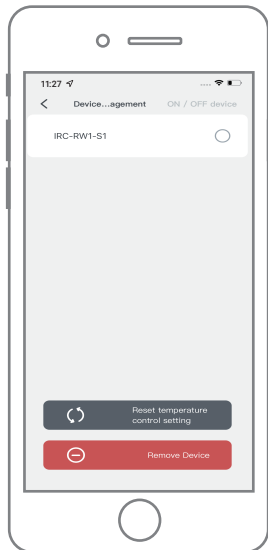 11:27
Device...agement ON / OFF device
IRC-RW1-S1
Reset temperature
control setting
Remove Device